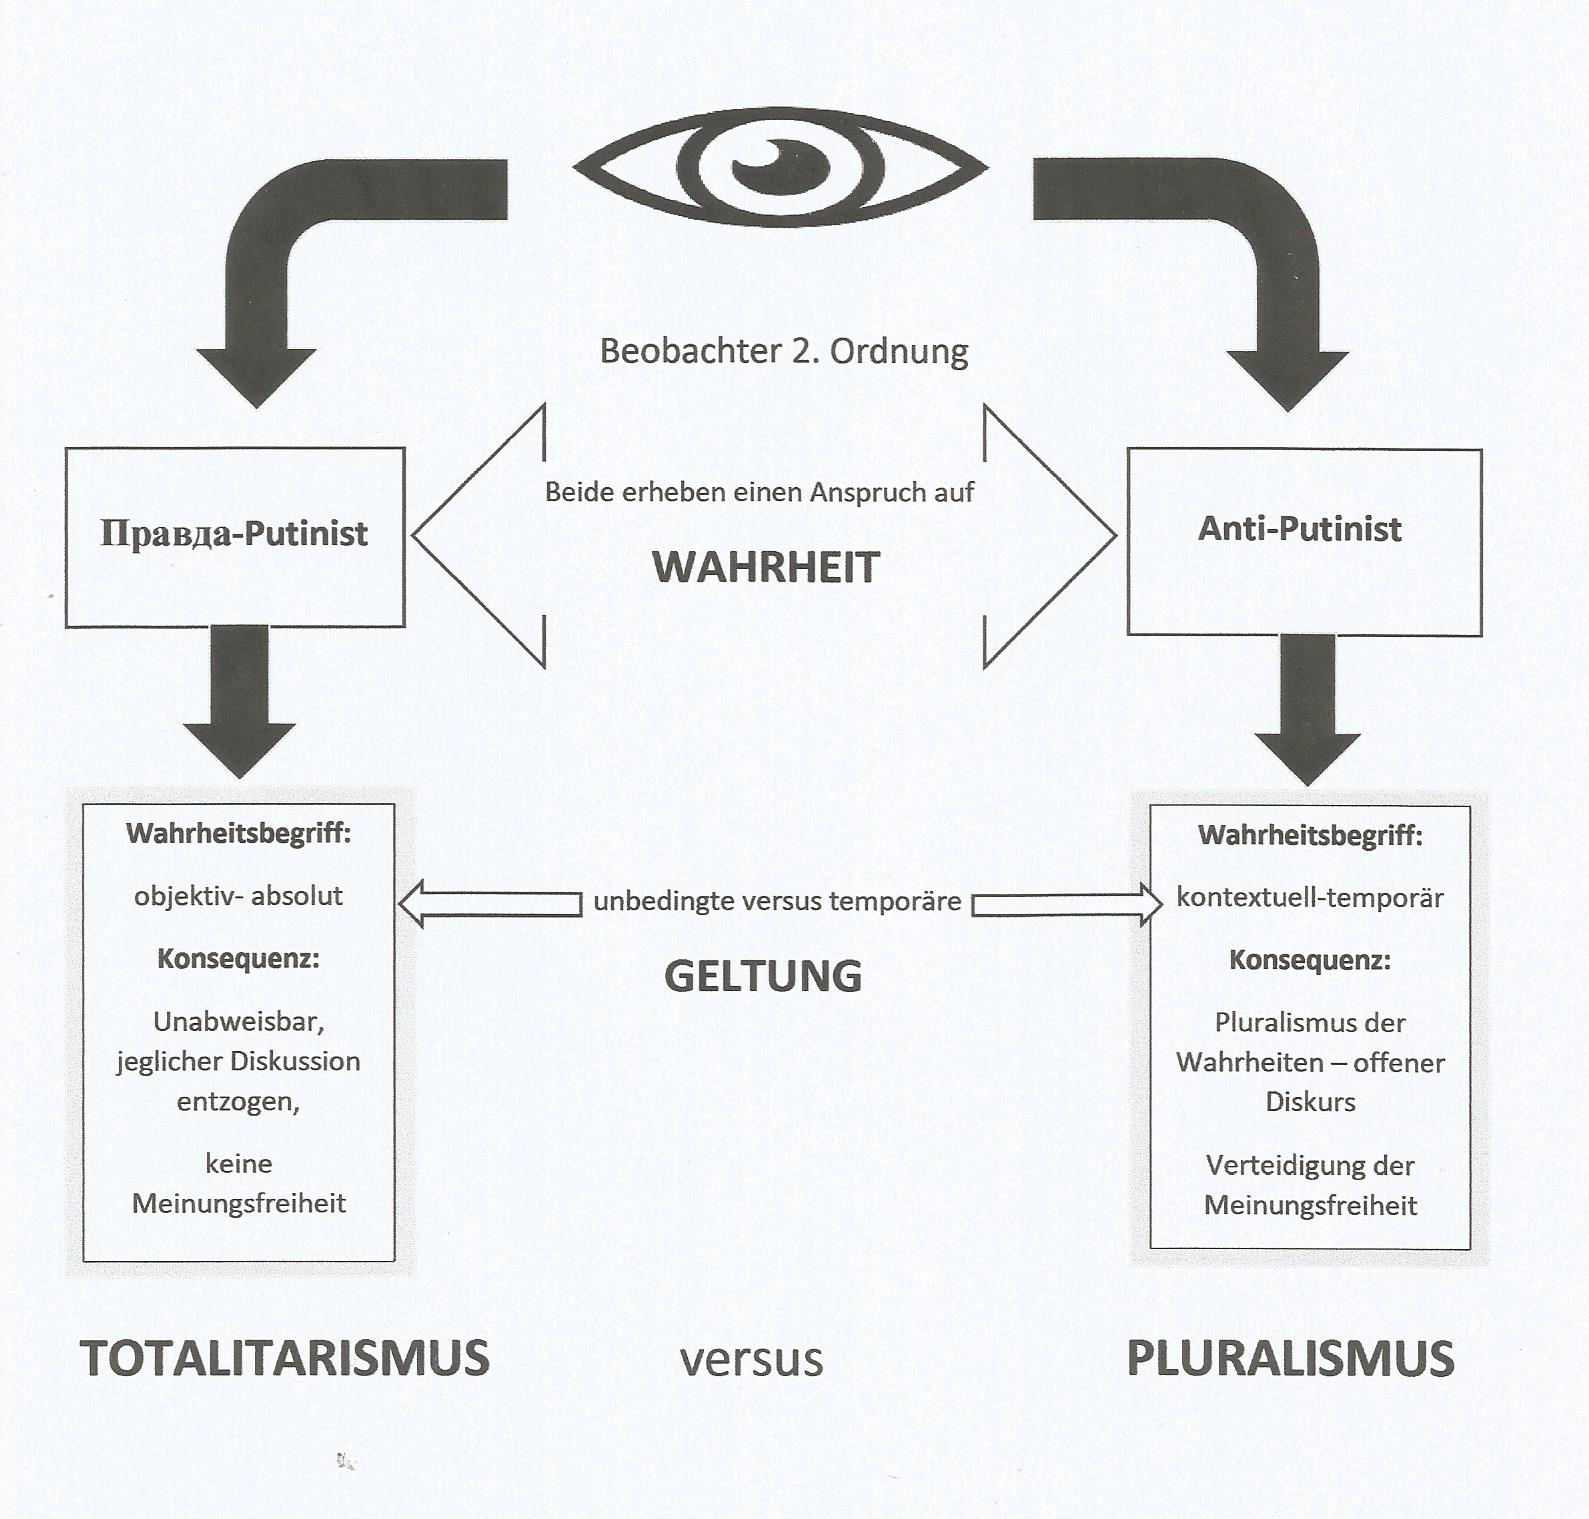 Beobachter 2. Ordnung
Правда-Putinist
Beide erheben einen Anspruch auf
WAHRHEIT
Anti-Putinist
Wahrheitsbegriff:
objektiv- absolut
Konsequenz:
Unabweisbar,
jeglicher Diskussion
entzogen,
keine
Meinungsfreiheit
unbedingte versus temporäre
GELTUNG
Wahrheitsbegriff:
kontextuell-temporär
Konsequenz:
Pluralismus der
Wahrheiten – offener
Diskurs
Verteidigung der
Meinungsfreiheit
TOTALITARISMUS versus PLURALISMUS